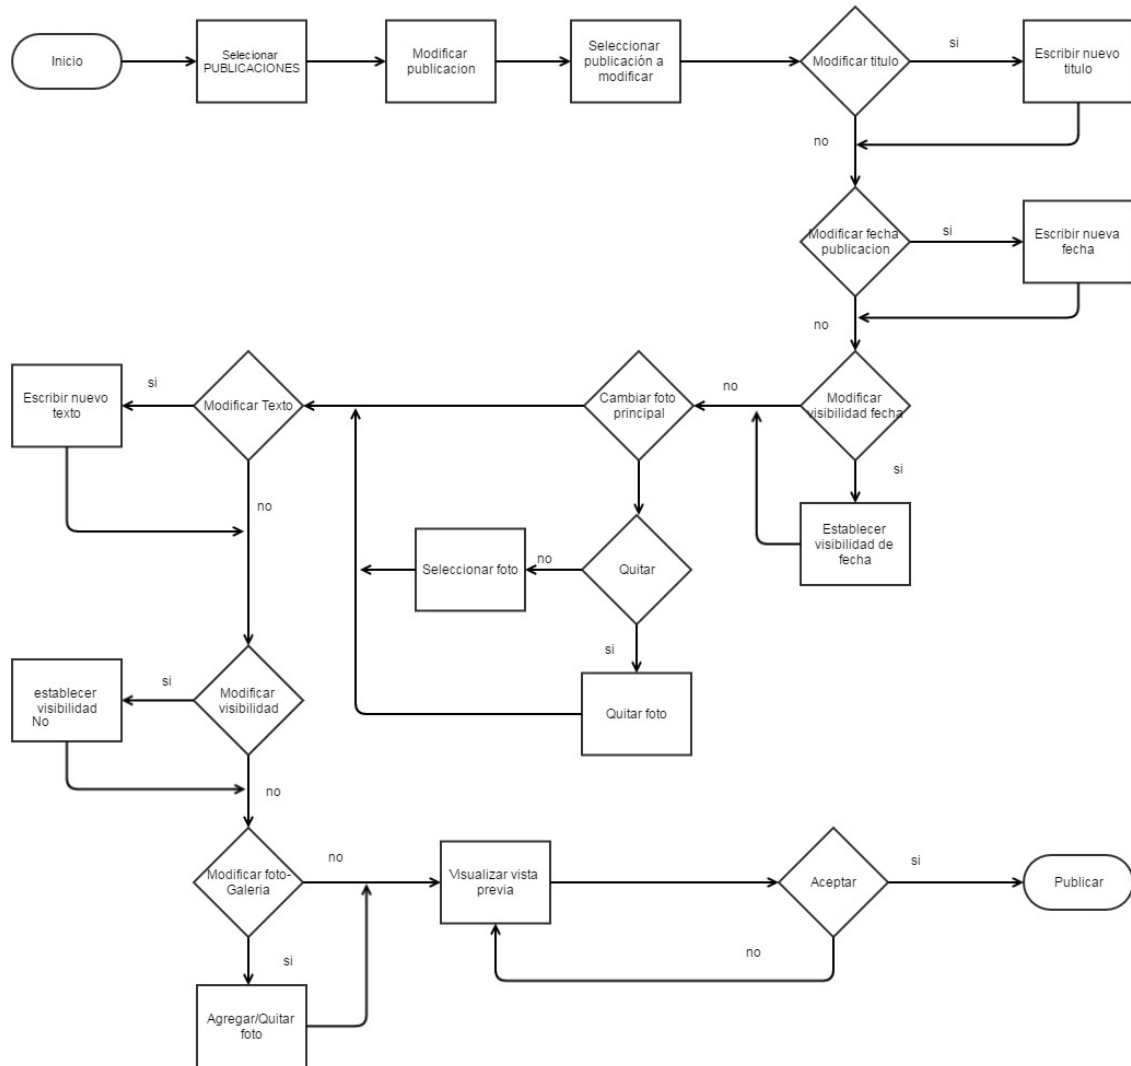 Inicio
Selecionar
PUBLICACIONES
Modificar
publicacion
Seleccionar
publicación a
modificar
Modificar titulo
si
Escribir nuevo
titulo
no
Modificar fecha
publicacion
si
Escribir nueva
fecha
no
Modificar
visibilidad fecha
no
si
Establecer
visibilidad de
fecha
Cambiar foto
principal
Quitar
no
Seleccionar foto
si
Quitar foto
Modificar Texto
si
Escribir nuevo
texto
no
Modificar
visibilidad
si
establecer
visibilidad
No
no
Modificar foto-
Galeria
no
si
Agregar/Quitar
foto
Visualizar vista
previa
Aceptar
no
si
Publicar